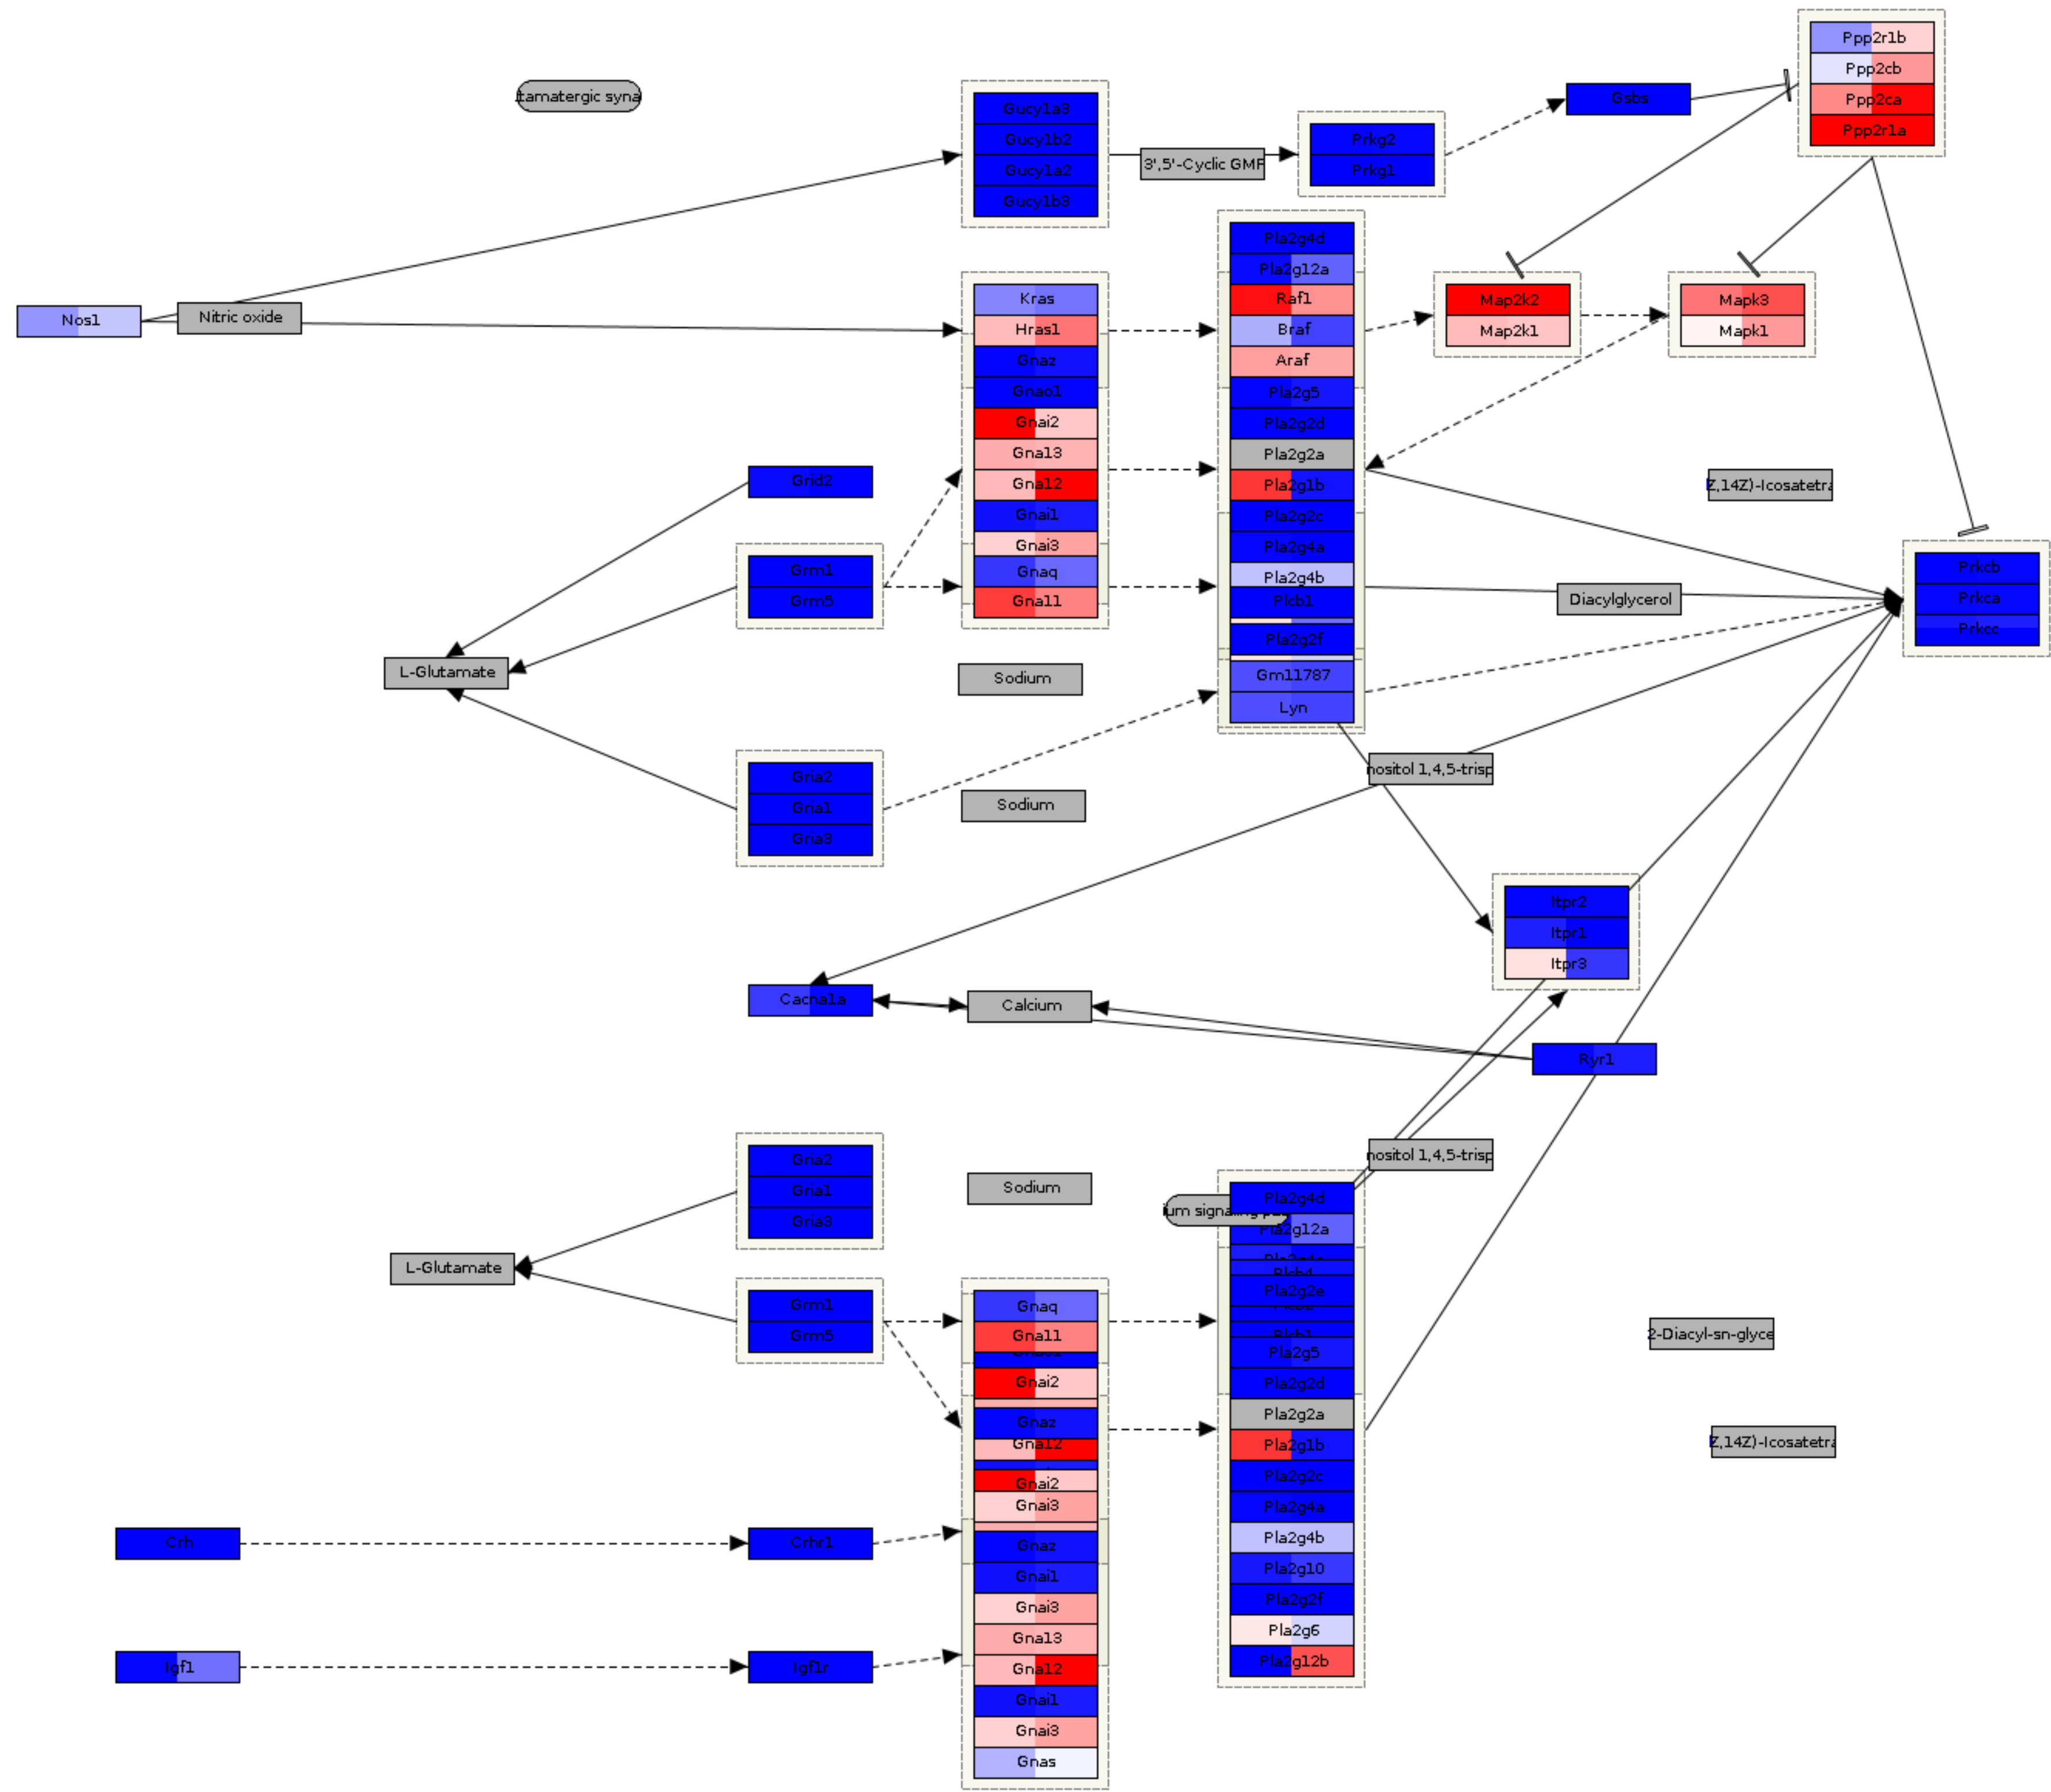 Ppp2r1b
Ppp2cb
Ppp2ca
Ppp2r1a
tamatergic syna
Gsbs
Gucy1a3
Gucy1b2
Gucy1a2
Gucy1b3
3',5'-Cyclic GMP
Prkg2
Prkg1
Nos1
Nitric oxide
Kras
Hras1
Gnaz
Gnao1
Gnai2
Gna13
Gna12
Gnai1
Gnai3
Gnaq
Gna11
Pla2g4d
Pla2g12a
Raf1
Braf
Araf
Pla2g5
Pla2g2d
Pla2g2a
Pla2g1b
Pla2g2c
Pla2g4a
Pla2g4b
Plcb1
Pla2g2f
Gm11787
Lyn
Map2k2
Map2k1
Mapk3
Mapk1
Z,14Z)-Icosatetra
Grid2
Grm1
Grm5
L-Glutamate
Sodium
Diacylglycerol
Prkcb
Prkca
Prkcc
Gria2
Gria1
Gria3
Sodium
nositol 1,4,5-trisp
Itpr2
Itpr1
Itpr3
Cacna1a
Calcium
Ryr1
nositol 1,4,5-trisp
Gria2
Gria1
Gria3
Sodium
L-Glutamate
Grm1
Grm5
ium signaling
Pla2g4d
Pla2g12a
Plcb4
Pla2g2e
Plcb1
Pla2g5
Pla2g2d
Pla2g2a
Pla2g1b
Pla2g2c
Pla2g4a
Pla2g4b
Pla2g10
Pla2g2f
Pla2g6
Pla2g12b
2-Diacyl-sn-glyce
Z,14Z)-Icosatetra
Gnaq
Gna11
Gnai2
Gnaz
Gna12
Gnai2
Gnai3
Gnaz
Gnai1
Gnai3
Gna13
Gna12
Gnai1
Gnai3
Gnas
Crh
Crhr1
Igf1
Igf1r